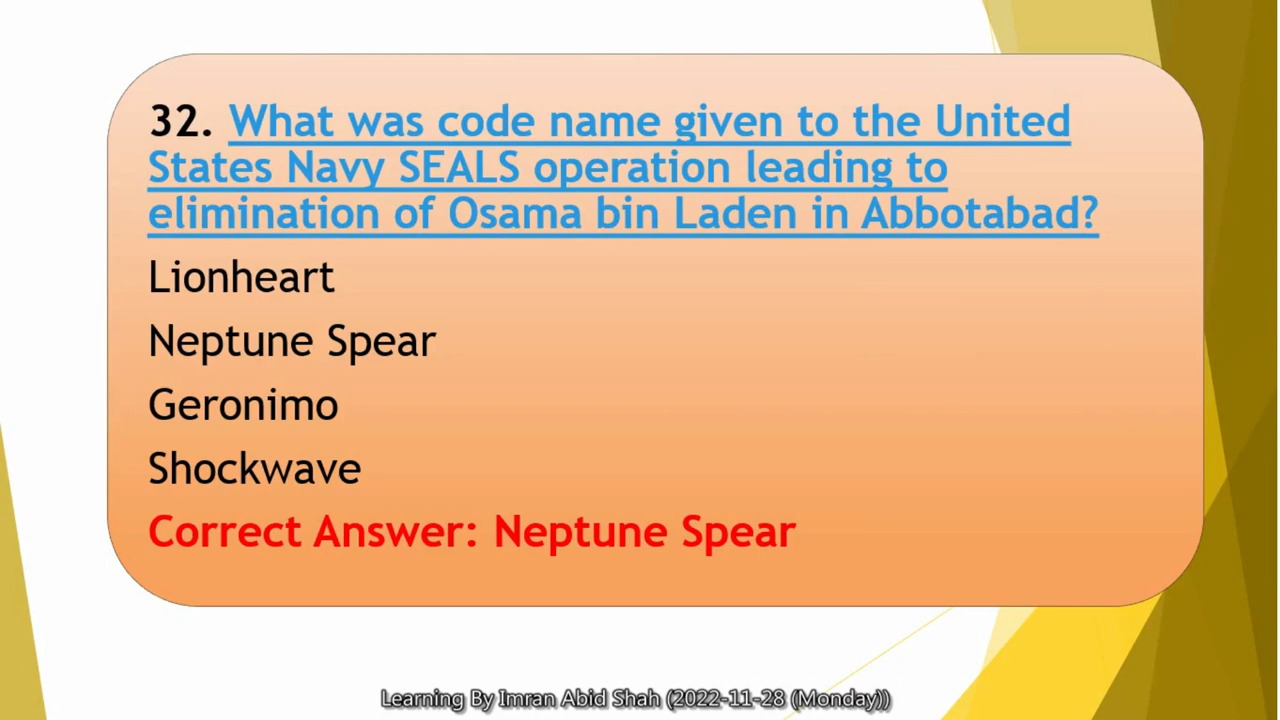 32. What was code name given to the United
States Navy SEALS operation leading to
elimination of Osama bin Laden in Abbotabad?
Lionheart
Neptune Spear
Geronimo
Shockwave
Correct Answer: Neptune Spear
Learning By Imran Abid Shah (2022-11-28 (Monday))